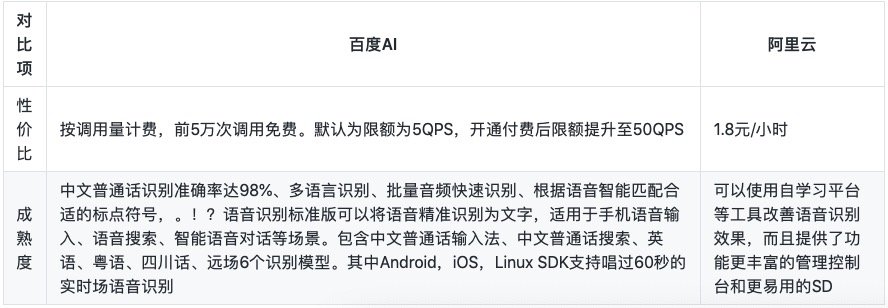 对
比
项
百度AI
阿里云
性
价
比
按调用量计费，前5万次调用免费。默认为限额为5QPS，开通付费后限额提升至50QPS
1.8元/小时
成
熟
度
中文普通话识别准确率达98%、多语言识别、批量音频快速识别、根据语音智能匹配合
适的标点符号，。！？语音识别标准版可以将语音精准识别为文字，适用于手机语音输
入、语音搜索、智能语音对话等场景。包含中文普通话输入法、中文普通话搜索、英
语、粤语、四川话、远场6个识别模型。其中Android，iOS，Linux SDK支持唱过60秒的
实时场语音识别
可以使用自学习平台
等工具改善语音识别
效果，而且提供了功
能更丰富的管理控制
台和更易用的SD